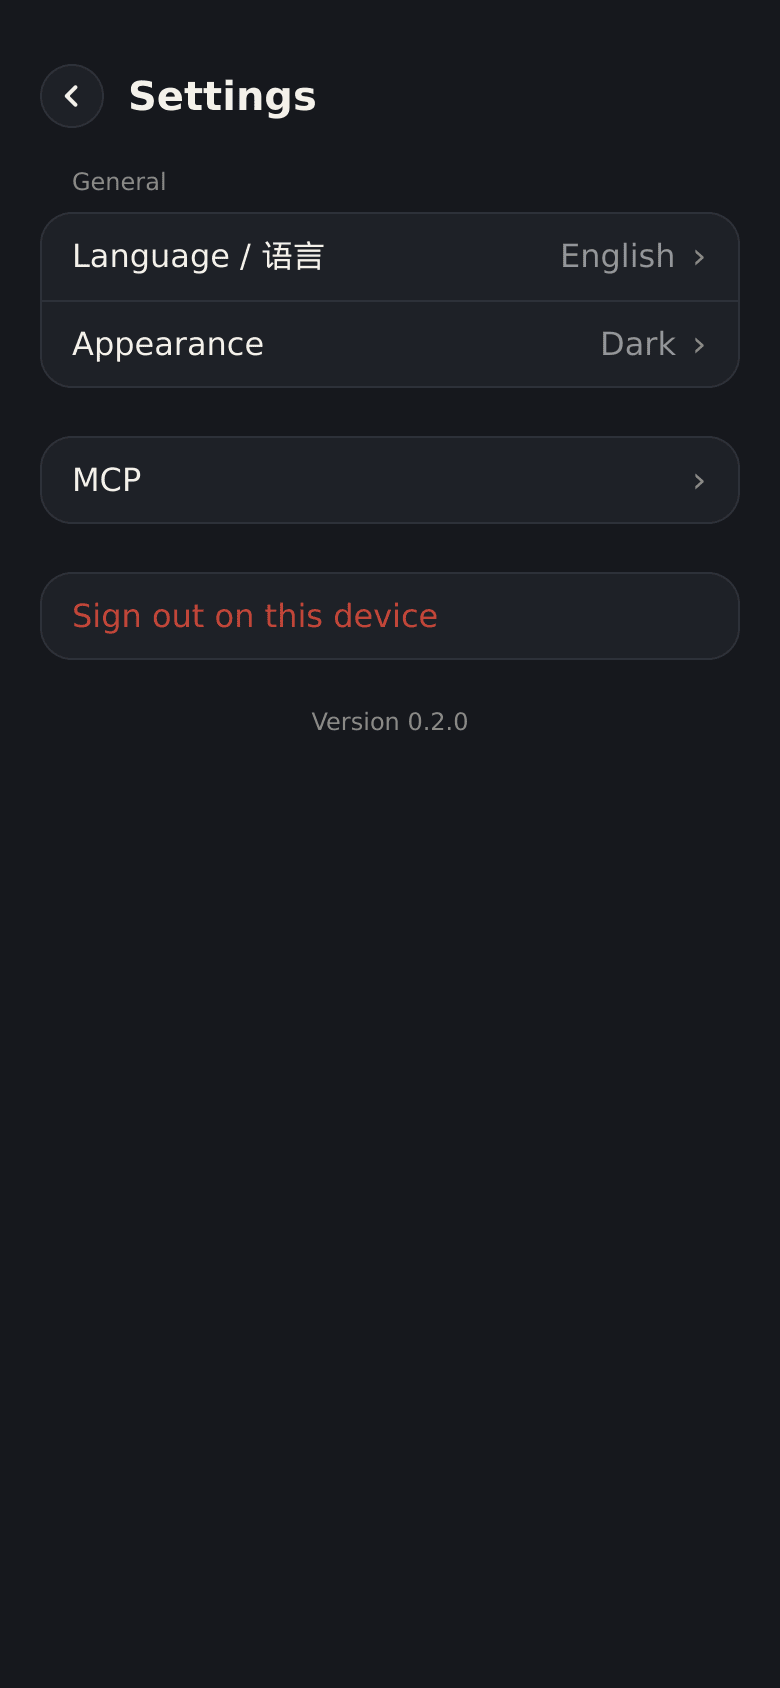 Settings
General
Language / 语言 English ›
Appearance Dark ›
MCP ›
Sign out on this device
Version 0.2.0